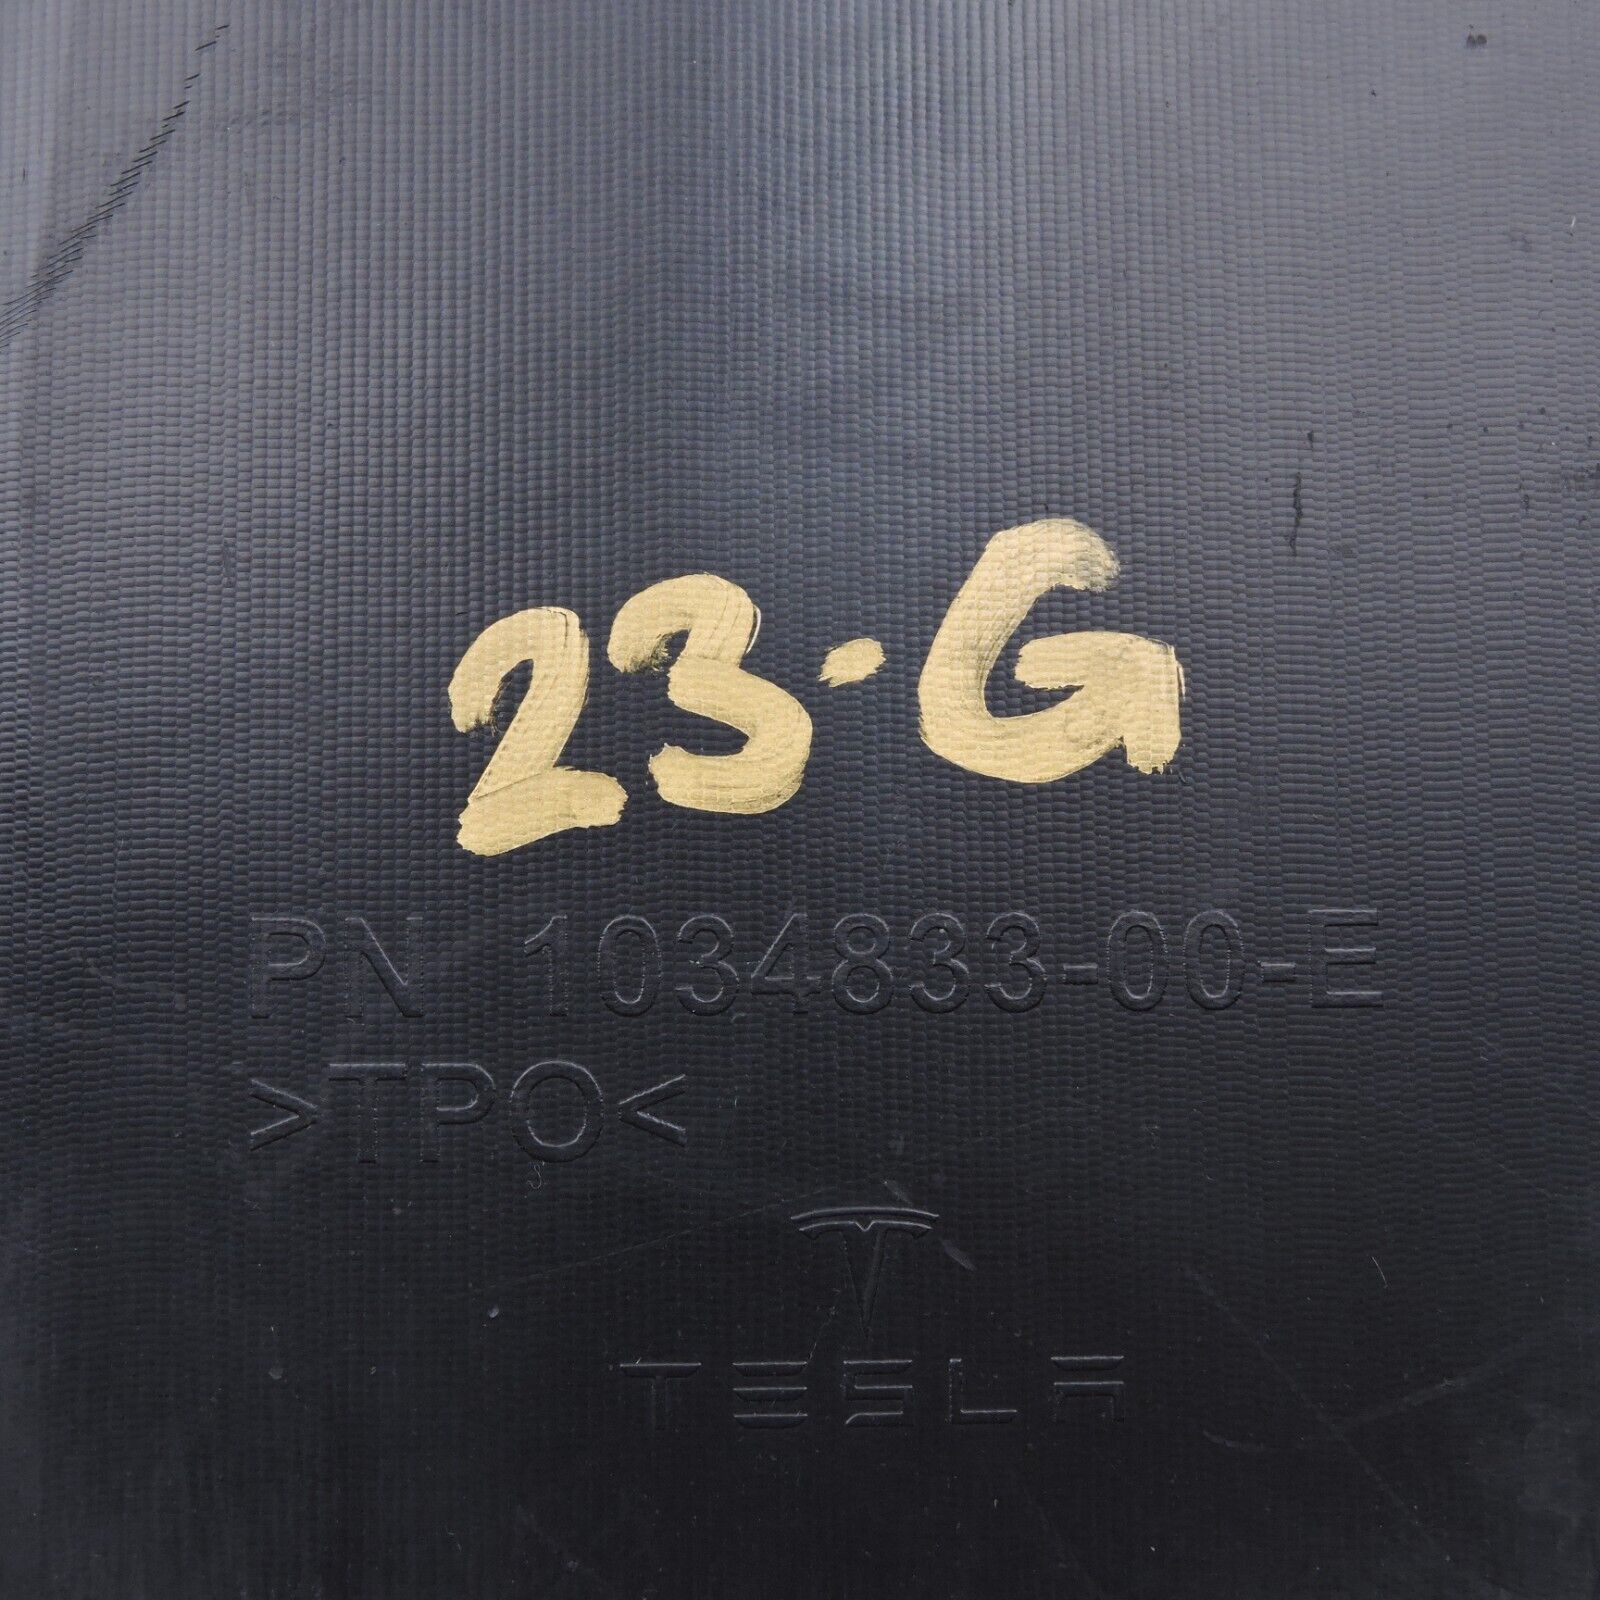 23·G
PN 1034833-00-E
>TPO<
TESLA